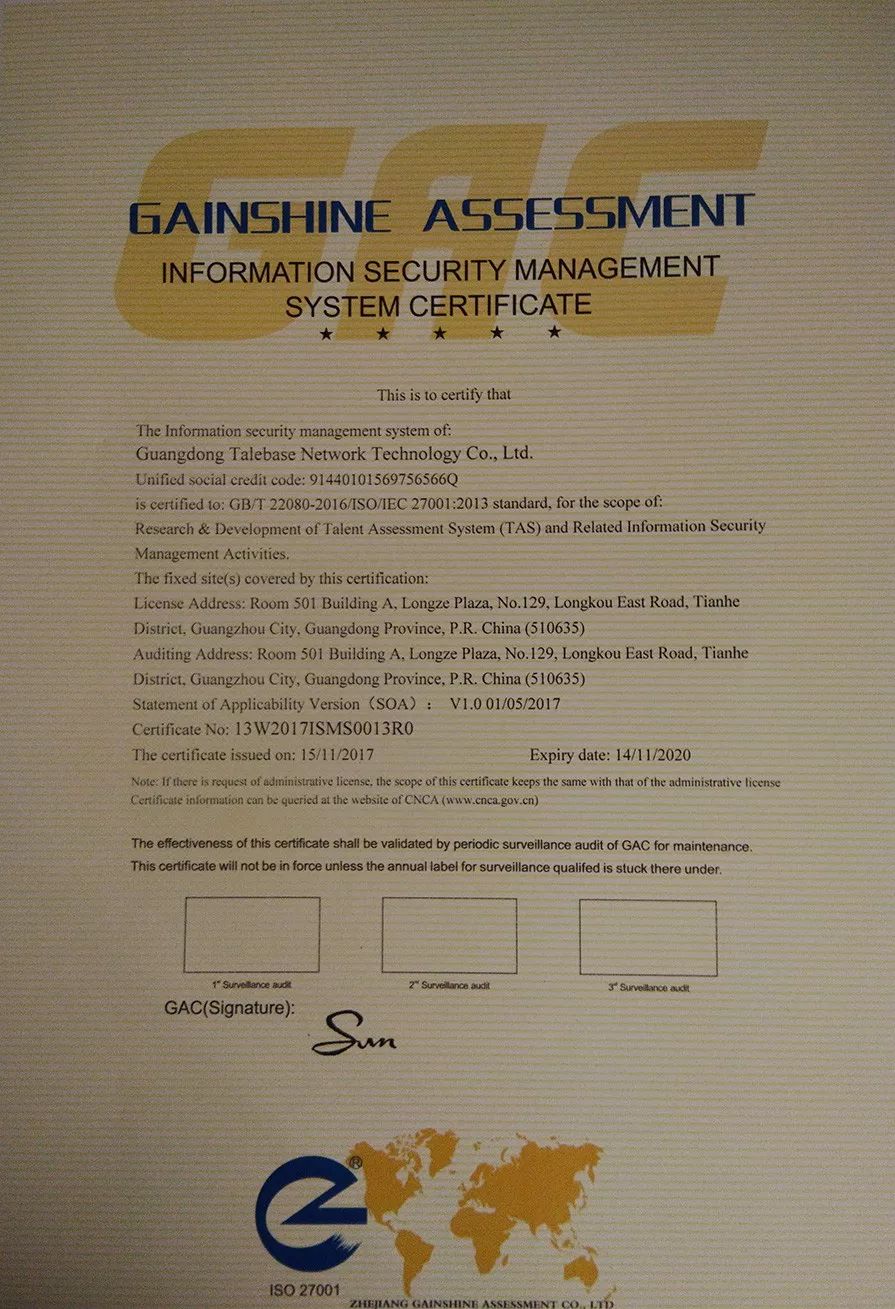 GAC
GAINSHINE ASSESSMENT
INFORMATION SECURITY MANAGEMENT
SYSTEM CERTIFICATE
★ ★ ★ ★ ★
This is to certify that
The Information security management system of:
Guangdong Talebase Network Technology Co., Ltd.
Unified social credit code: 91440101569756566Q
is certified to: GB/T 22080-2016/ISO/IEC 27001:2013 standard, for the scope of:
Research & Development of Talent Assessment System (TAS) and Related Information Security
Management Activities.
The fixed site(s) covered by this certification:
License Address: Room 501 Building A, Longze Plaza, No.129, Longkou East Road, Tianhe
District, Guangzhou City, Guangdong Province, P.R. China (510635)
Auditing Address: Room 501 Building A, Longze Plaza, No.129, Longkou East Road, Tianhe
District, Guangzhou City, Guangdong Province, P.R. China (510635)
Statement of Applicability Version（SOA）： V1.0 01/05/2017
Certificate No: 13W2017ISMS0013R0
The certificate issued on: 15/11/2017 Expiry date: 14/11/2020
Note: If there is request of administrative license, the scope of this certificate keeps the same with that of the administrative license
Certificate information can be queried at the website of CNCA (www.cnca.gov.cn)
The effectiveness of this certificate shall be validated by periodic surveillance audit of GAC for maintenance.
This certificate will not be in force unless the annual label for surveillance qualifed is stuck there under.
1st Surveillance audit 2nd Surveillance audit 3rd Surveillance audit
GAC(Signature):
Sun
®
ISO 27001
ZHEJIANG GAINSHINE ASSESSMENT CO., LTD